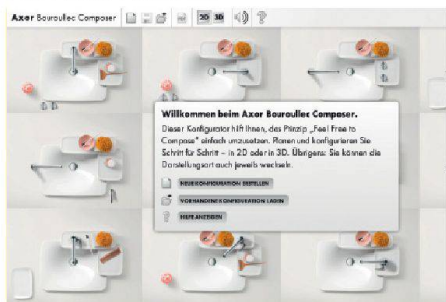 Axor Bouroullec Composer
2D 3D
Willkommen beim Axor Bouroullec Composer.
Dieser Konfigurator hilft Ihnen, das Prinzip „Feel Free to
Compose" einfach umzusetzen. Planen und konfigurieren Sie
Schritt für Schritt – in 2D oder in 3D. Übrigens: Sie können die
Darstellungsart auch jeweils wechseln.
NEUE KONFIGURATION ERSTELLEN
VORHANDENE KONFIGURATION LADEN
HILFE ANZEIGEN